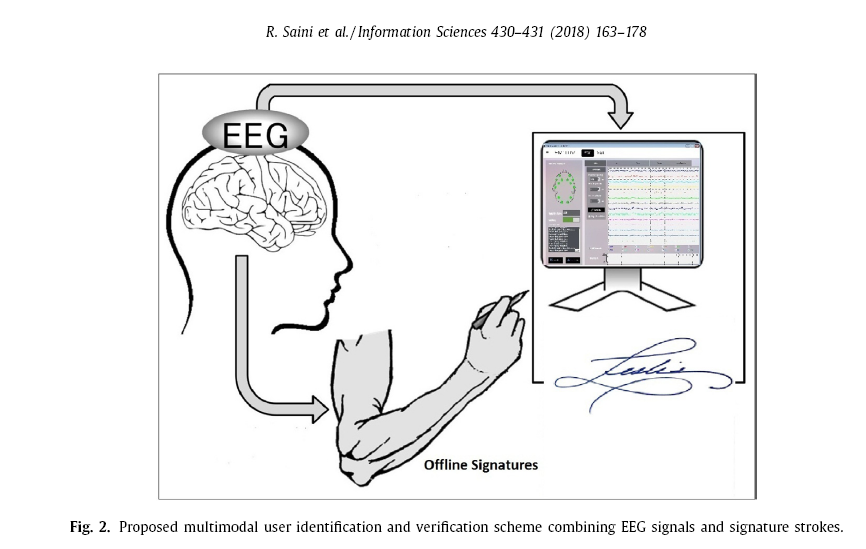 R. Saini et al. / Information Sciences 430–431 (2018) 163–178
EEG
Leslie
Offline Signatures
Fig. 2. Proposed multimodal user identification and verification scheme combining EEG signals and signature strokes.